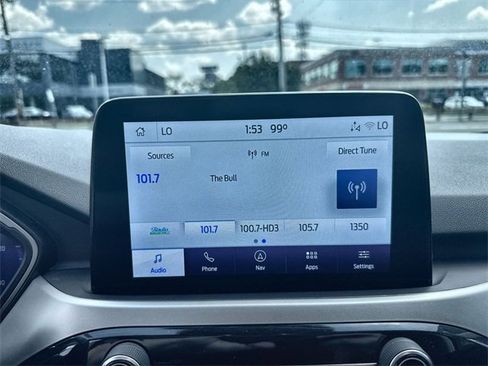 LO 1:53 99° LO
Sources FM Direct Tune
101.7 The Bull
101.7 100.7-HD3 105.7 1350
Audio Phone Nav Apps Settings